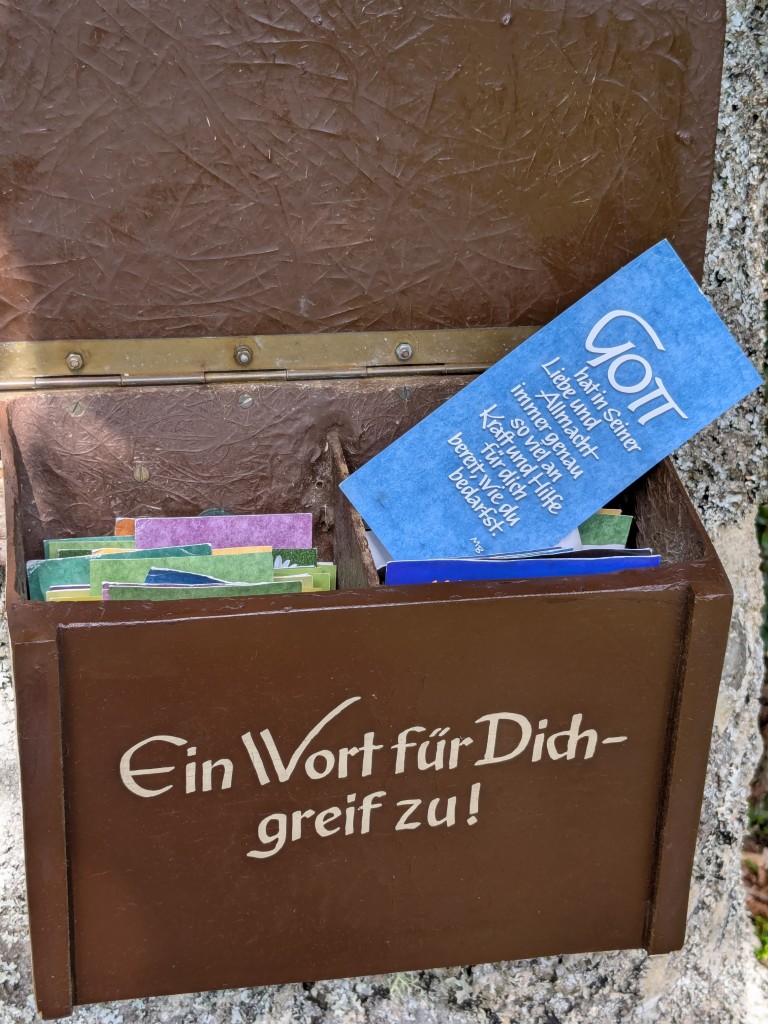 GOTT
hat in Seiner
Liebe und
Allmacht
immer genau
so viel an
Kraft und Hilfe
für dich
bereit, wie du
bedarfst.
Mg
Ein Wort für Dich-
greif zu!